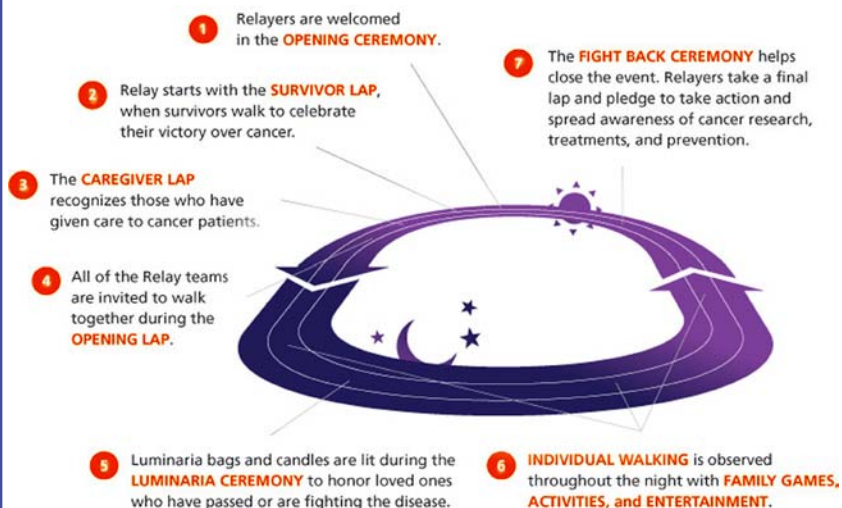 1
Relayers are welcomed
in the OPENING CEREMONY.
2
Relay starts with the SURVIVOR LAP,
when survivors walk to celebrate
their victory over cancer.
3
The CAREGIVER LAP
recognizes those who have
given care to cancer patients.
4
All of the Relay teams
are invited to walk
together during the
OPENING LAP.
5
Luminaria bags and candles are lit during the
LUMINARIA CEREMONY to honor loved ones
who have passed or are fighting the disease.
6
INDIVIDUAL WALKING is observed
throughout the night with FAMILY GAMES,
ACTIVITIES, and ENTERTAINMENT.
7
The FIGHT BACK CEREMONY helps
close the event. Relayers take a final
lap and pledge to take action and
spread awareness of cancer research,
treatments, and prevention.